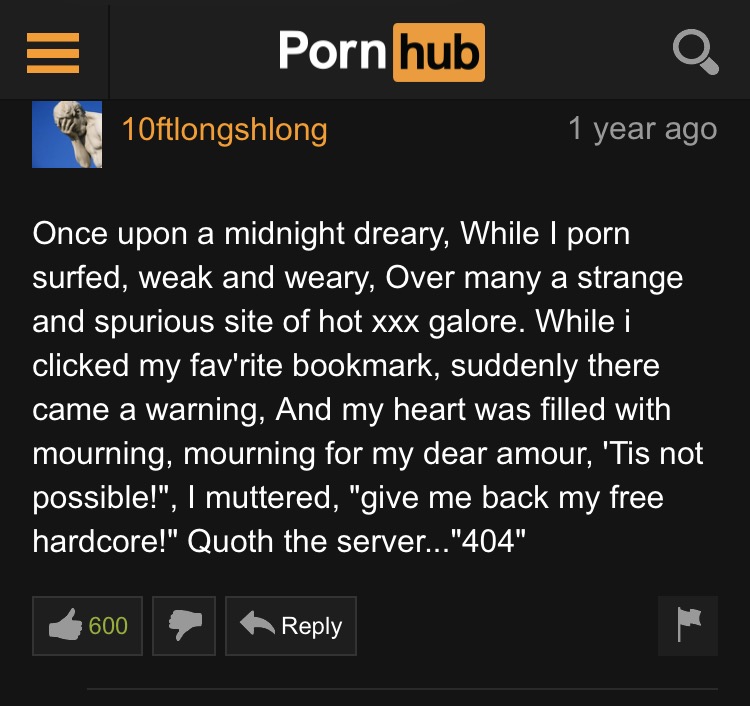 Porn hub
10ftlongshlong 1 year ago
Once upon a midnight dreary, While I porn
surfed, weak and weary, Over many a strange
and spurious site of hot xxx galore. While i
clicked my fav'rite bookmark, suddenly there
came a warning, And my heart was filled with
mourning, mourning for my dear amour, 'Tis not
possible!", I muttered, "give me back my free
hardcore!" Quoth the server..."404"
600 Reply